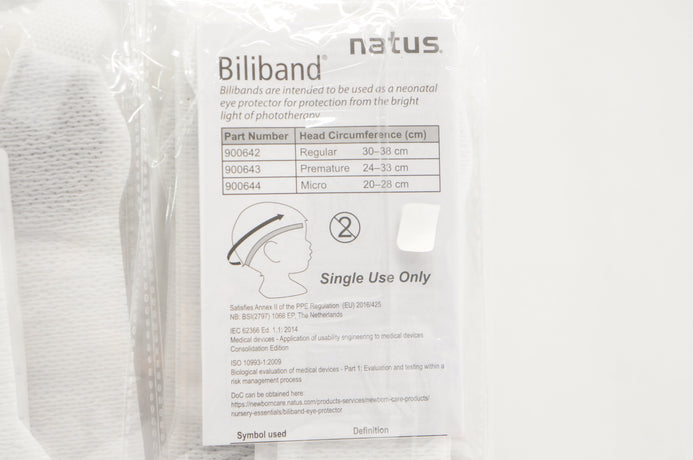 natus.
Biliband®
Bilibands are intended to be used as a neonatal
eye protector for protection from the bright
light of phototherapy
Part Number Head Circumference (cm)
900642 Regular 30–38 cm
900643 Premature 24–33 cm
900644 Micro 20–28 cm
2
Single Use Only
Satisfies Annex II of the PPE Regulation (EU) 2016/425
NB: BSI(2797) 1066 EP, The Netherlands
IEC 62366 Ed. 1.1: 2014
Medical devices - Application of usability engineering to medical devices
Consolidation Edition
ISO 10993-1:2009
Biological evaluation of medical devices - Part 1: Evaluation and testing within a
risk management process
DoC can be obtained here:
https://newborncare.natus.com/products-services/newborn-care-products/
nursery-essentials/biliband-eye-protector
Symbol used Definition